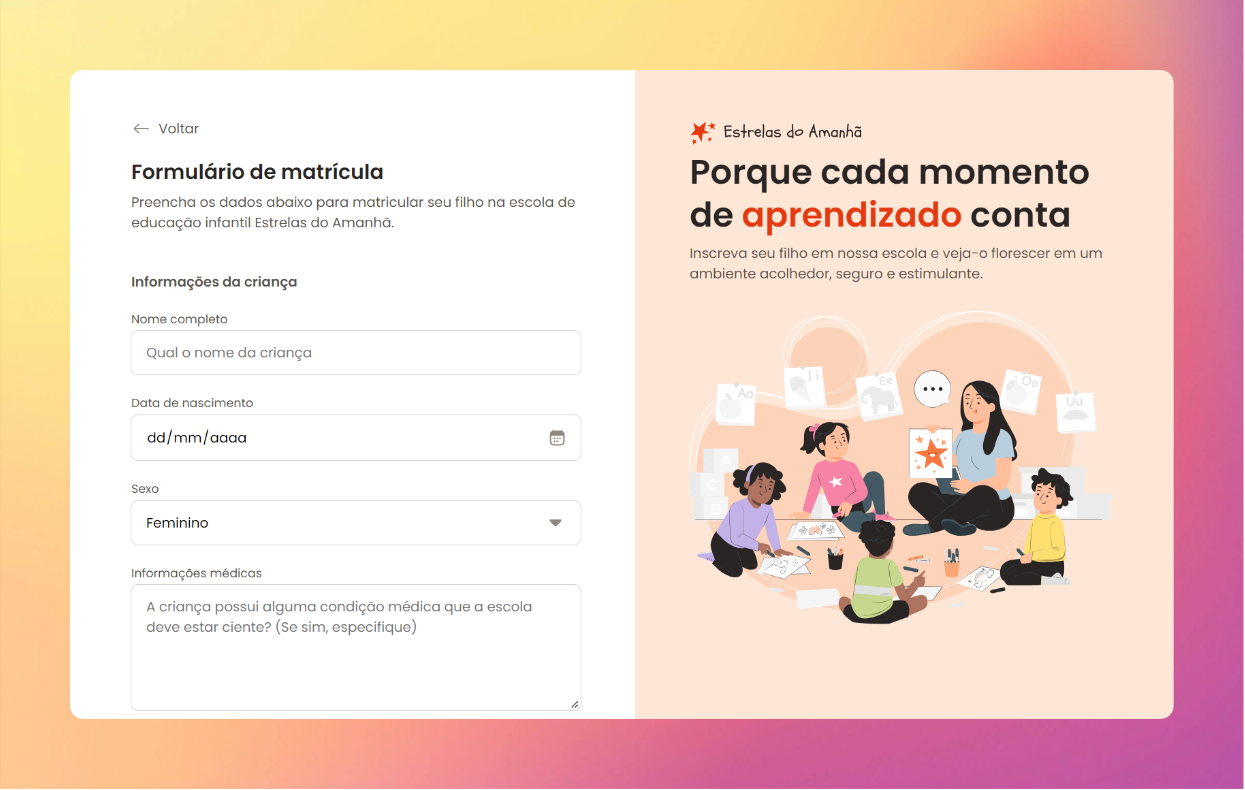 Voltar
Formulário de matrícula
Preencha os dados abaixo para matricular seu filho na escola de
educação infantil Estrelas do Amanhã.
Informações da criança
Nome completo
Qual o nome da criança
Data de nascimento
dd/mm/aaaa
Sexo
Feminino
Informações médicas
A criança possui alguma condição médica que a escola
deve estar ciente? (Se sim, especifique)
Estrelas do Amanhã
Porque cada momento
de aprendizado conta
Inscreva seu filho em nossa escola e veja-o florescer em um
ambiente acolhedor, seguro e estimulante.
Aa
Ii
Ee
Oo
Uu
A
C
B